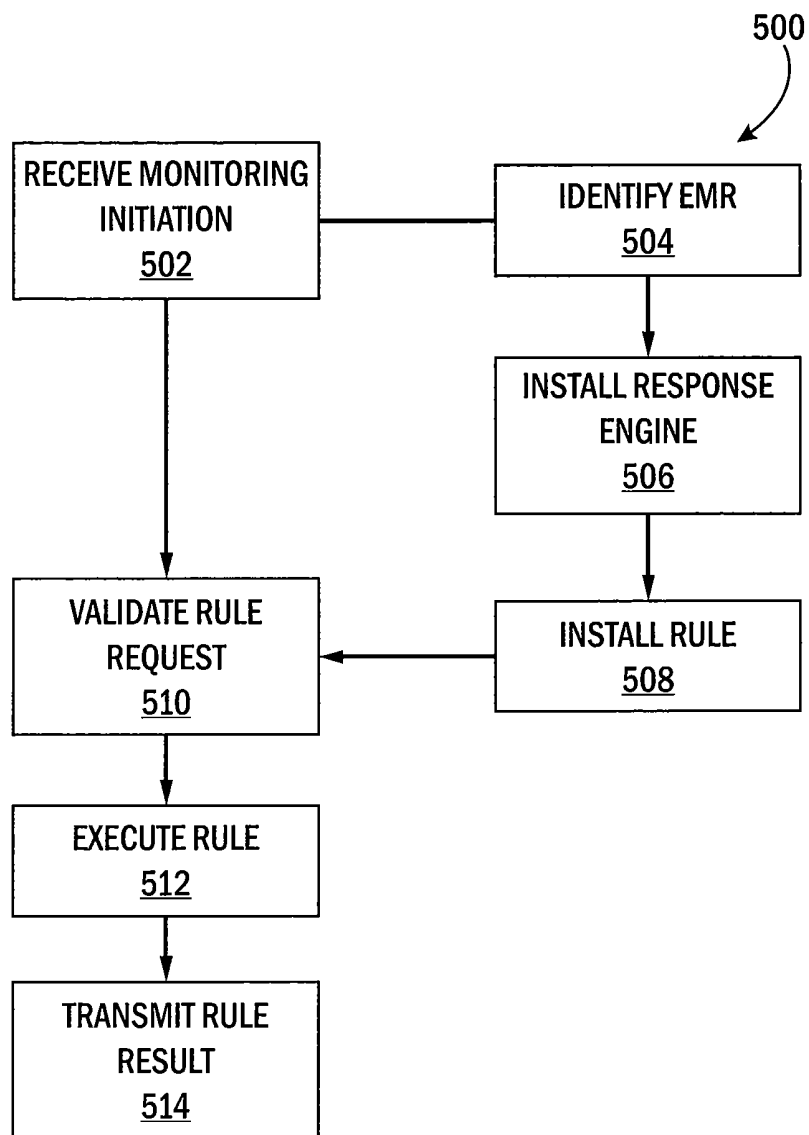 500
RECEIVE MONITORING
INITIATION
502
IDENTIFY EMR
504
INSTALL RESPONSE
ENGINE
506
INSTALL RULE
508
VALIDATE RULE
REQUEST
510
EXECUTE RULE
512
TRANSMIT RULE
RESULT
514